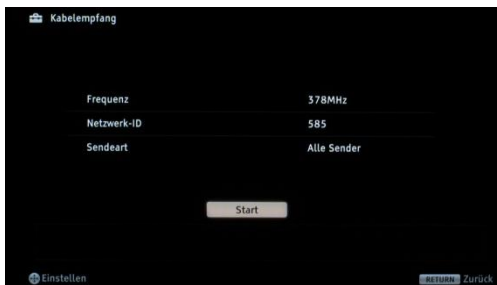 Kabelempfang
Frequenz 378MHz
Netzwerk-ID 585
Sendeart Alle Sender
Start
Einstellen RETURN Zurück